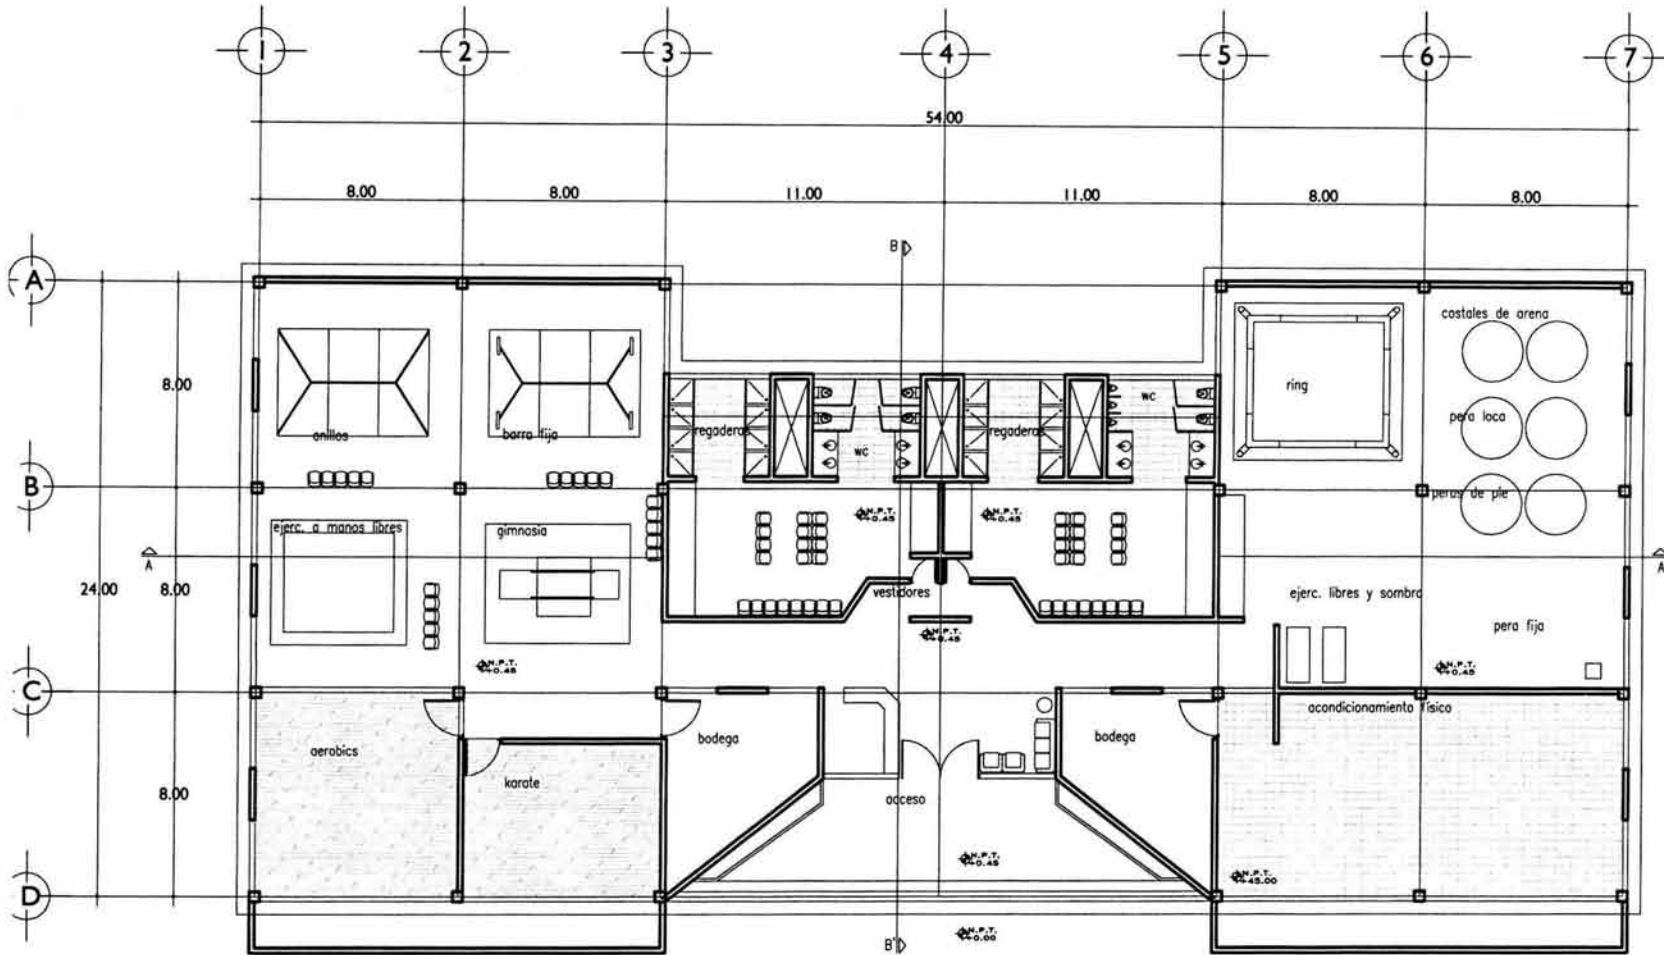 1 2 3 4 5 6 7
54.00
8.00 8.00 11.00 11.00 8.00 8.00
B
A
costales de arena
ring
8.00
WC
pera loca
anillos barra fija regaderas regaderas
WC
B
peras de pie
N.P.T. +0.45 N.P.T. +0.45
ejerc. a manos libres gimnasia
A A
24.00 8.00
vestidores ejerc. libres y sombra
pera fija
N.P.T. +0.45
N.P.T. +0.45 N.P.T. +0.45
C
acondicionamiento físico
bodega bodega
aerobics
karate
8.00
acceso
N.P.T. +0.45
N.P.T. +45.00
D
N.P.T. +0.00
B'